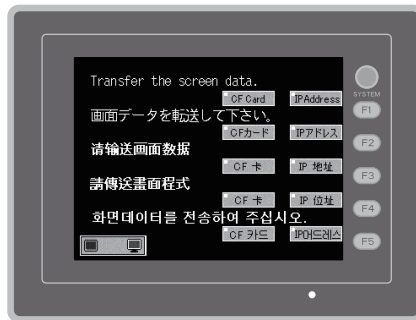 Transfer the screen data.
CF Card IPAddress
SYSTEM
F1
画面データを転送して下さい。
CFカード IPアドレス
F2
请输送画面数据
CF 卡 IP 地址
F3
請傳送畫面程式
CF 卡 IP 位址
F4
화면데이터를 전송하여 주십시오.
CF 카드 IP어드레스
F5